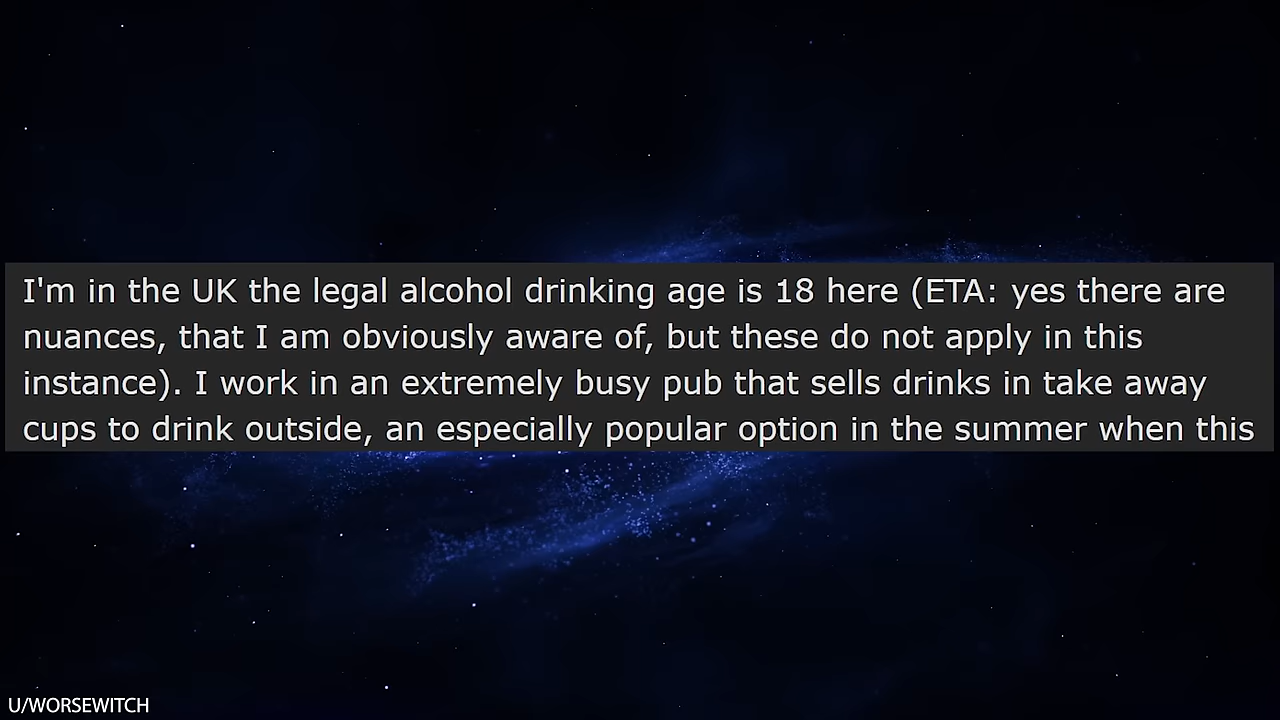 I'm in the UK the legal alcohol drinking age is 18 here (ETA: yes there are
nuances, that I am obviously aware of, but these do not apply in this
instance). I work in an extremely busy pub that sells drinks in take away
cups to drink outside, an especially popular option in the summer when this
U/WORSEWITCH